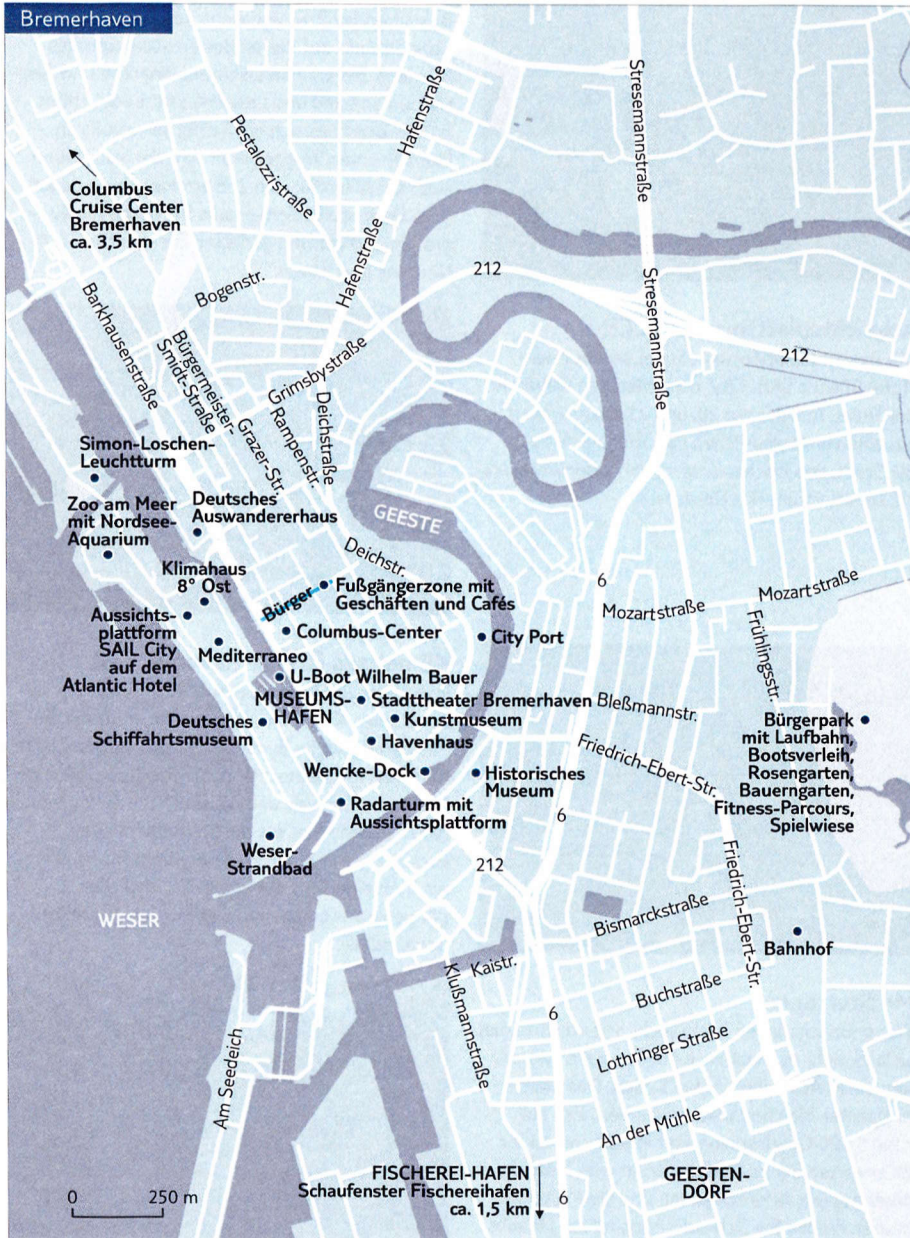 Bremerhaven
Hafenstraße
Stresemannstraße
Pestalozzistraße
Columbus
Cruise Center
Bremerhaven
ca. 3,5 km
Hafenstraße
212
Bogenstr.
Stresemannstraße
Barkhausenstraße
Bürgermeister-
Smidt-Straße
Grimsbystraße
212
Grazer-Str.
Rampenstr.
Deichstraße
Simon-Loschen-
Leuchtturm
Zoo am Meer
mit Nordsee-
Aquarium
Deutsches
Auswandererhaus
GEESTE
Deichstr.
Klimahaus
8° Ost
Bürger
Fußgängerzone mit
Geschäften und Cafés
6
Mozartstraße
Mozartstraße
Frühlingsstr.
Aussichts-
plattform
SAIL City
auf dem
Atlantic Hotel
Columbus-Center
City Port
Mediterraneo
U-Boot Wilhelm Bauer
MUSEUMS-
HAFEN
Stadttheater Bremerhaven
Bleßmannstr.
Deutsches
Schiffahrtsmuseum
Kunstmuseum
Havenhaus
Friedrich-Ebert-Str.
Bürgerpark
mit Laufbahn,
Bootsverleih,
Rosengarten,
Bauerngarten,
Fitness-Parcours,
Spielwiese
Wencke-Dock
Historisches
Museum
Radarturm mit
Aussichtsplattform
6
Weser-
Strandbad
212
Friedrich-Ebert-Str.
WESER
Bismarckstraße
Bahnhof
Kaistr.
Klußmannstraße
Buchstraße
6
Lothringer Straße
Am Seedeich
An der Mühle
FISCHEREI-HAFEN
Schaufenster Fischereihafen
ca. 1,5 km
6
GEESTEN-
DORF
0 250 m